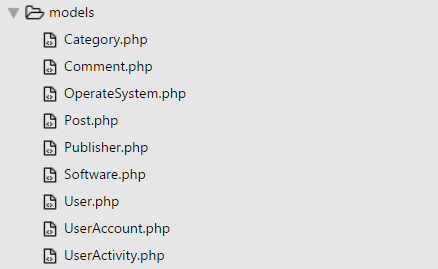 models
Category.php
Comment.php
OperateSystem.php
Post.php
Publisher.php
Software.php
User.php
UserAccount.php
UserActivity.php